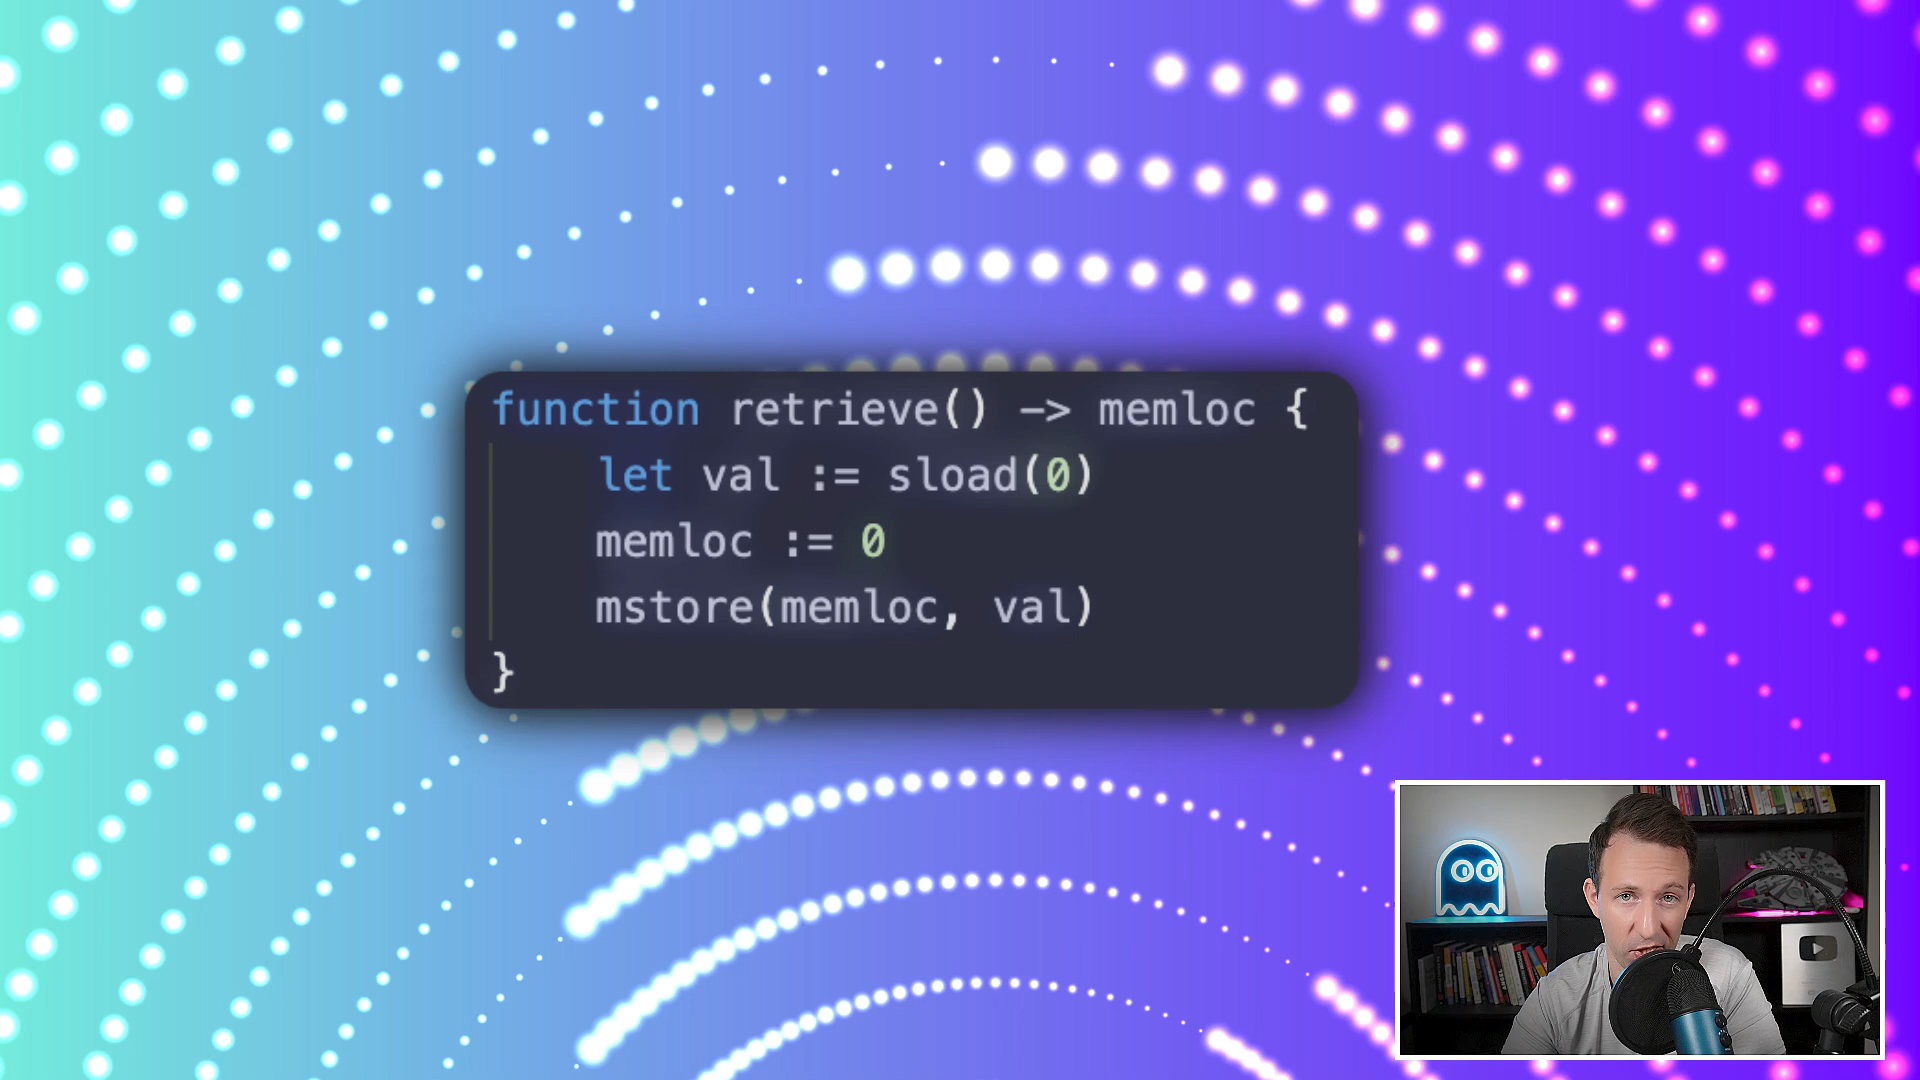 function retrieve() -> memloc {
let val := sload(0)
memloc := 0
mstore(memloc, val)
}